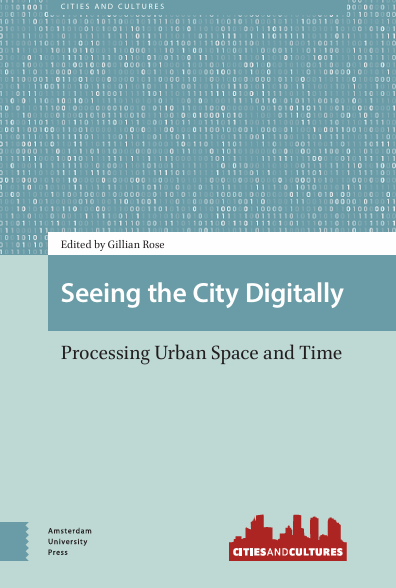 CITIES AND CULTURES
Edited by Gillian Rose
Seeing the City Digitally
Processing Urban Space and Time
Amsterdam
University
Press
CITIESANDCULTURES